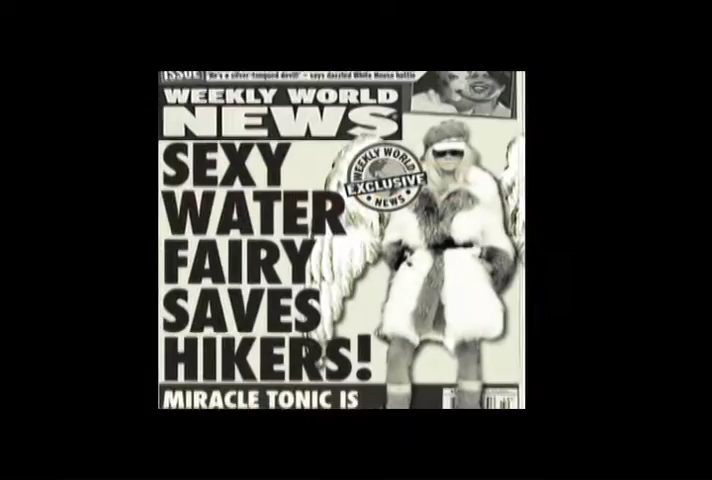 ISSUE
'He's a silver-tongued devil!' – says dazzled White House hottie
WEEKLY WORLD
NEWS
SEXY
WATER
FAIRY
SAVES
HIKERS!
WEEKLY WORLD
EXCLUSIVE
NEWS
MIRACLE TONIC IS